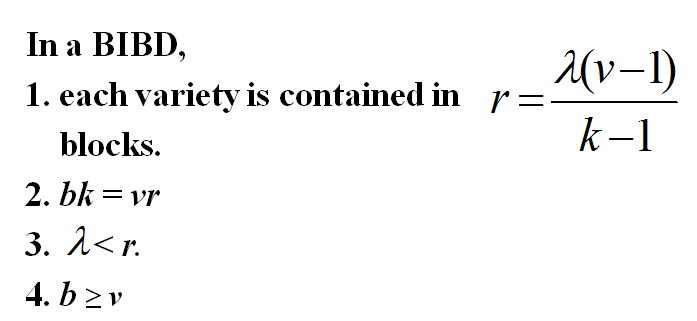 In a BIBD,
1. each variety is contained in r = λ(v−1)/(k−1)
blocks.
2. bk = vr
3. λ < r.
4. b ≥ v